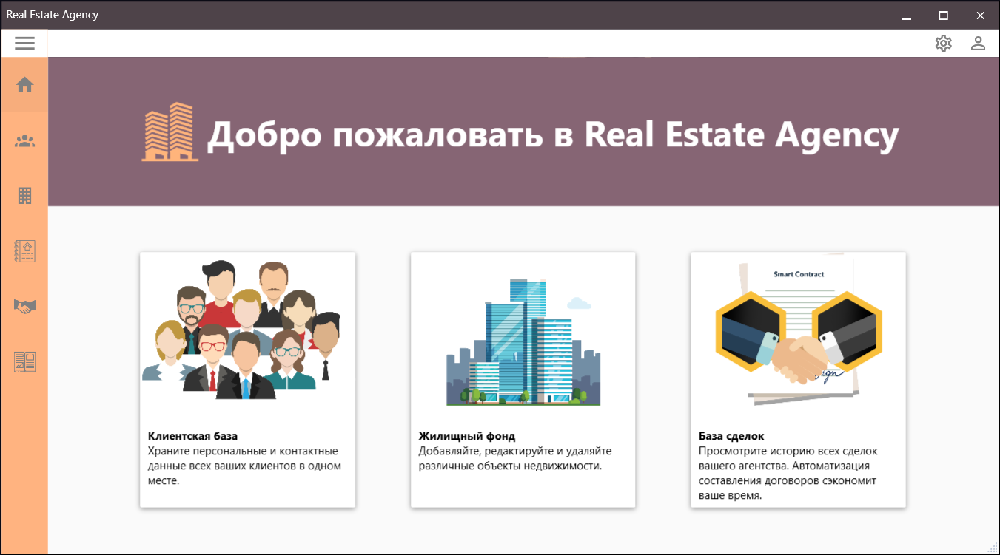 Real Estate Agency
Добро пожаловать в Real Estate Agency
Smart Contract
Клиентская база
Храните персональные и контактные
данные всех ваших клиентов в одном
месте.
Жилищный фонд
Добавляйте, редактируйте и удаляйте
различные объекты недвижимости.
База сделок
Просмотрите историю всех сделок
вашего агентства. Автоматизация
составления договоров сэкономит
ваше время.